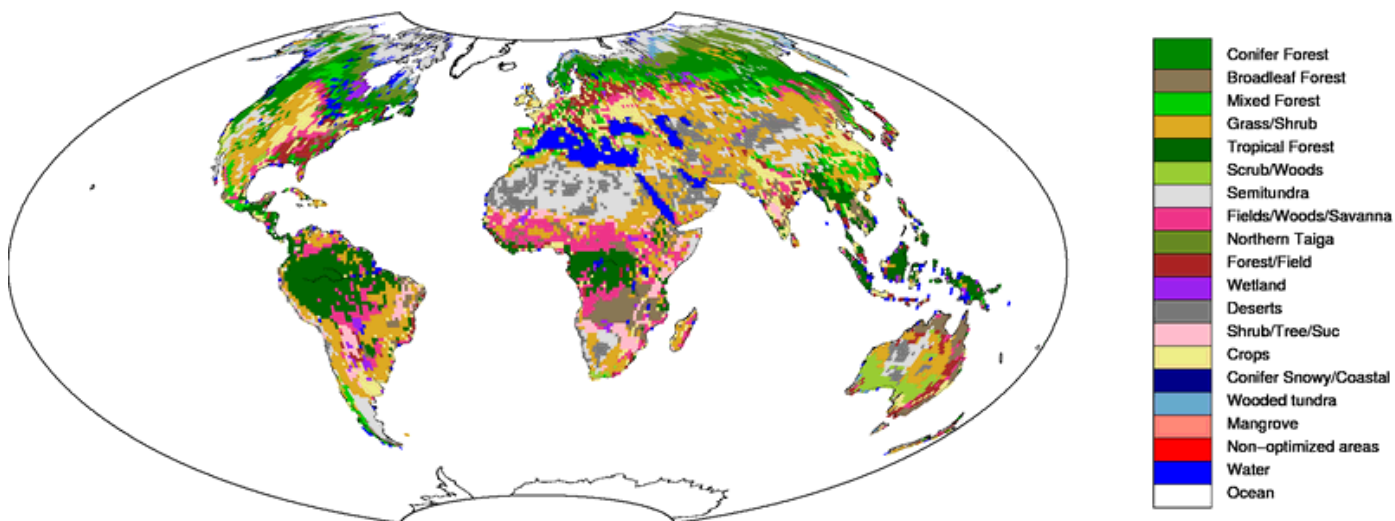 Conifer Forest
Broadleaf Forest
Mixed Forest
Grass/Shrub
Tropical Forest
Scrub/Woods
Semitundra
Fields/Woods/Savanna
Northern Taiga
Forest/Field
Wetland
Deserts
Shrub/Tree/Suc
Crops
Conifer Snowy/Coastal
Wooded tundra
Mangrove
Non-optimized areas
Water
Ocean